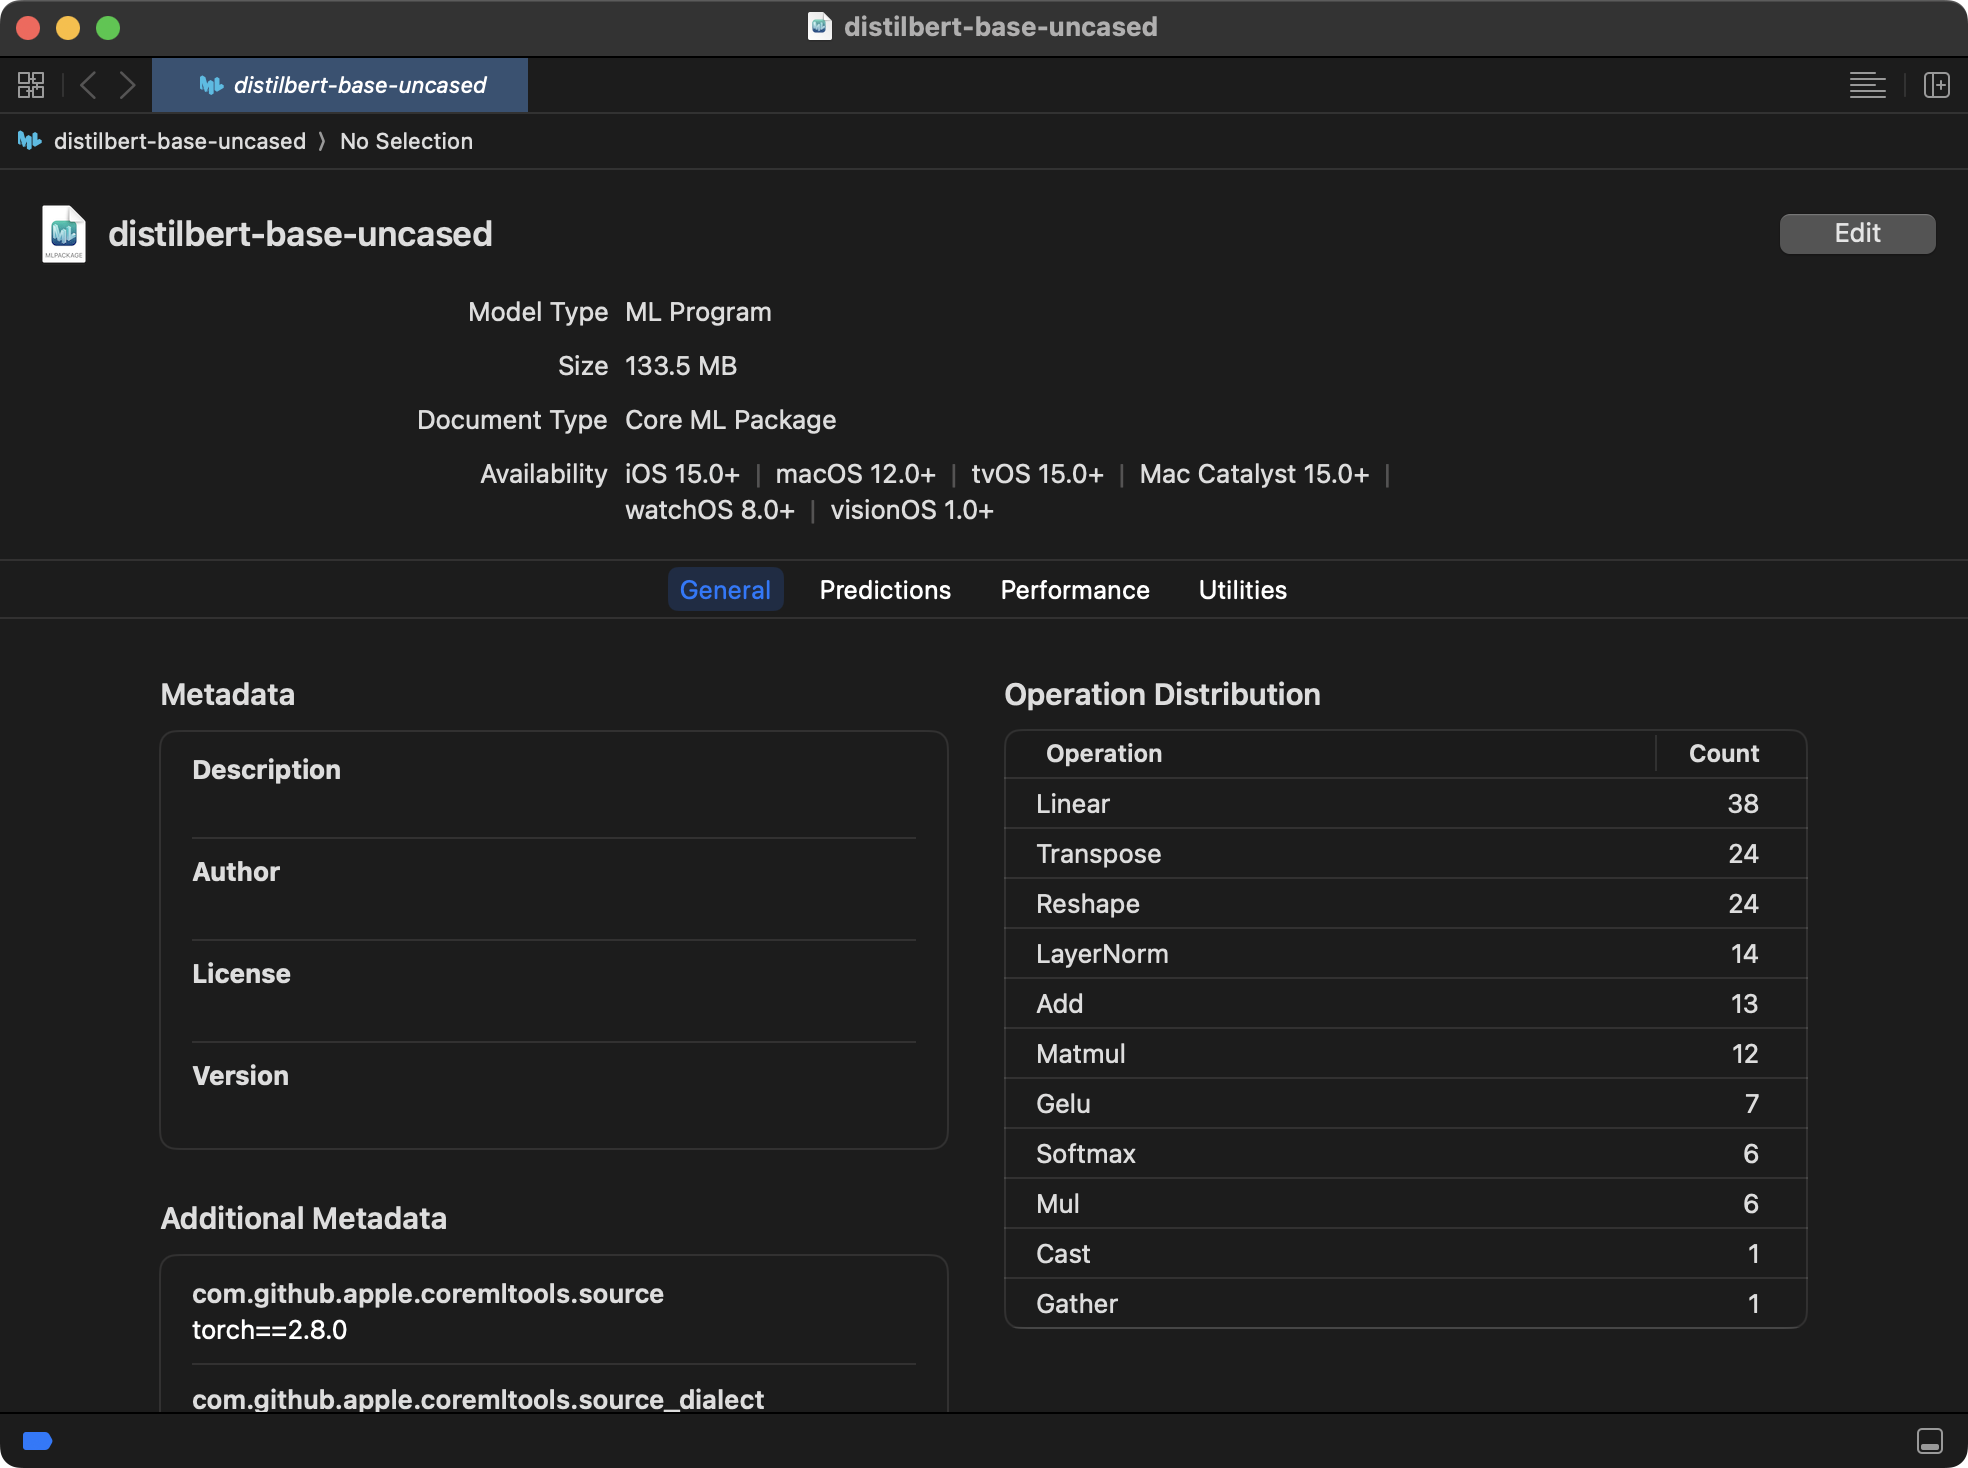 distilbert-base-uncased
distilbert-base-uncased
distilbert-base-uncased 〉 No Selection
MLPACKAGE
distilbert-base-uncased
Edit
Model Type ML Program
Size 133.5 MB
Document Type Core ML Package
Availability iOS 15.0+ | macOS 12.0+ | tvOS 15.0+ | Mac Catalyst 15.0+ |
watchOS 8.0+ | visionOS 1.0+
General Predictions Performance Utilities
Metadata
Description
Author
License
Version
Additional Metadata
com.github.apple.coremltools.source
torch==2.8.0
com.github.apple.coremltools.source_dialect
Operation Distribution
Operation Count
Linear 38
Transpose 24
Reshape 24
LayerNorm 14
Add 13
Matmul 12
Gelu 7
Softmax 6
Mul 6
Cast 1
Gather 1